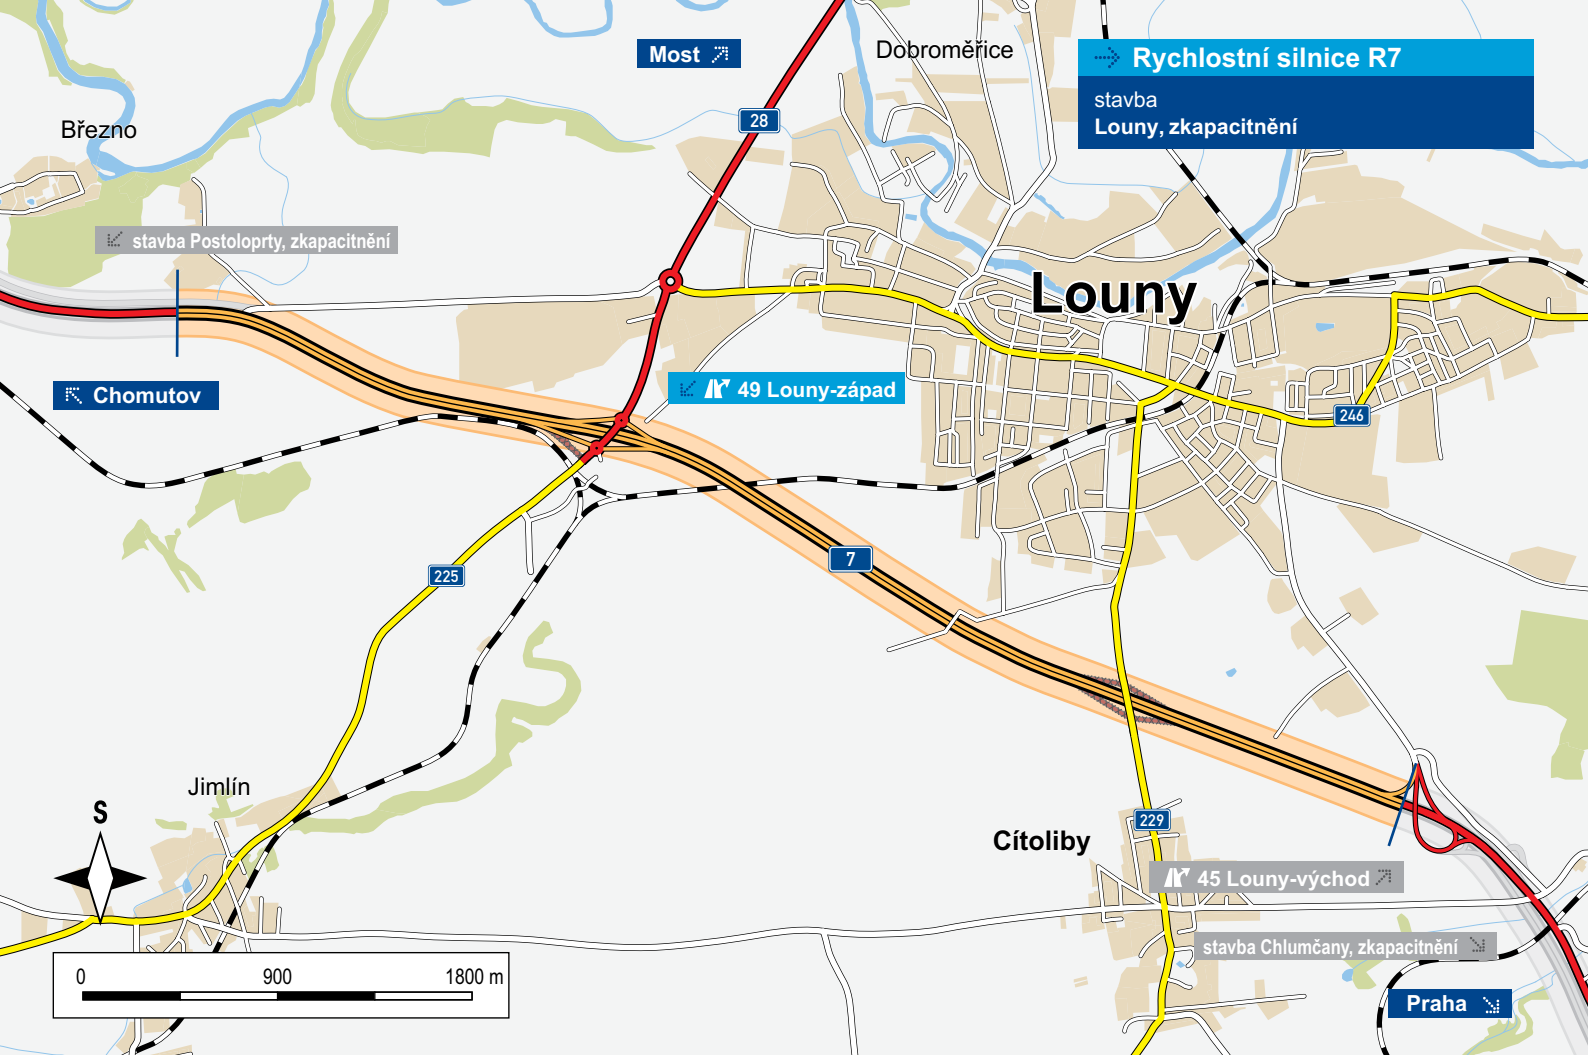 Most
Dobroměřice
Rychlostní silnice R7
stavba
Louny, zkapacitnění
28
Březno
stavba Postoloprty, zkapacitnění
Louny
Chomutov
49 Louny-západ
246
7
225
Jimlín
S
229
Cítoliby
45 Louny-východ
stavba Chlumčany, zkapacitnění
0 900 1800 m
Praha